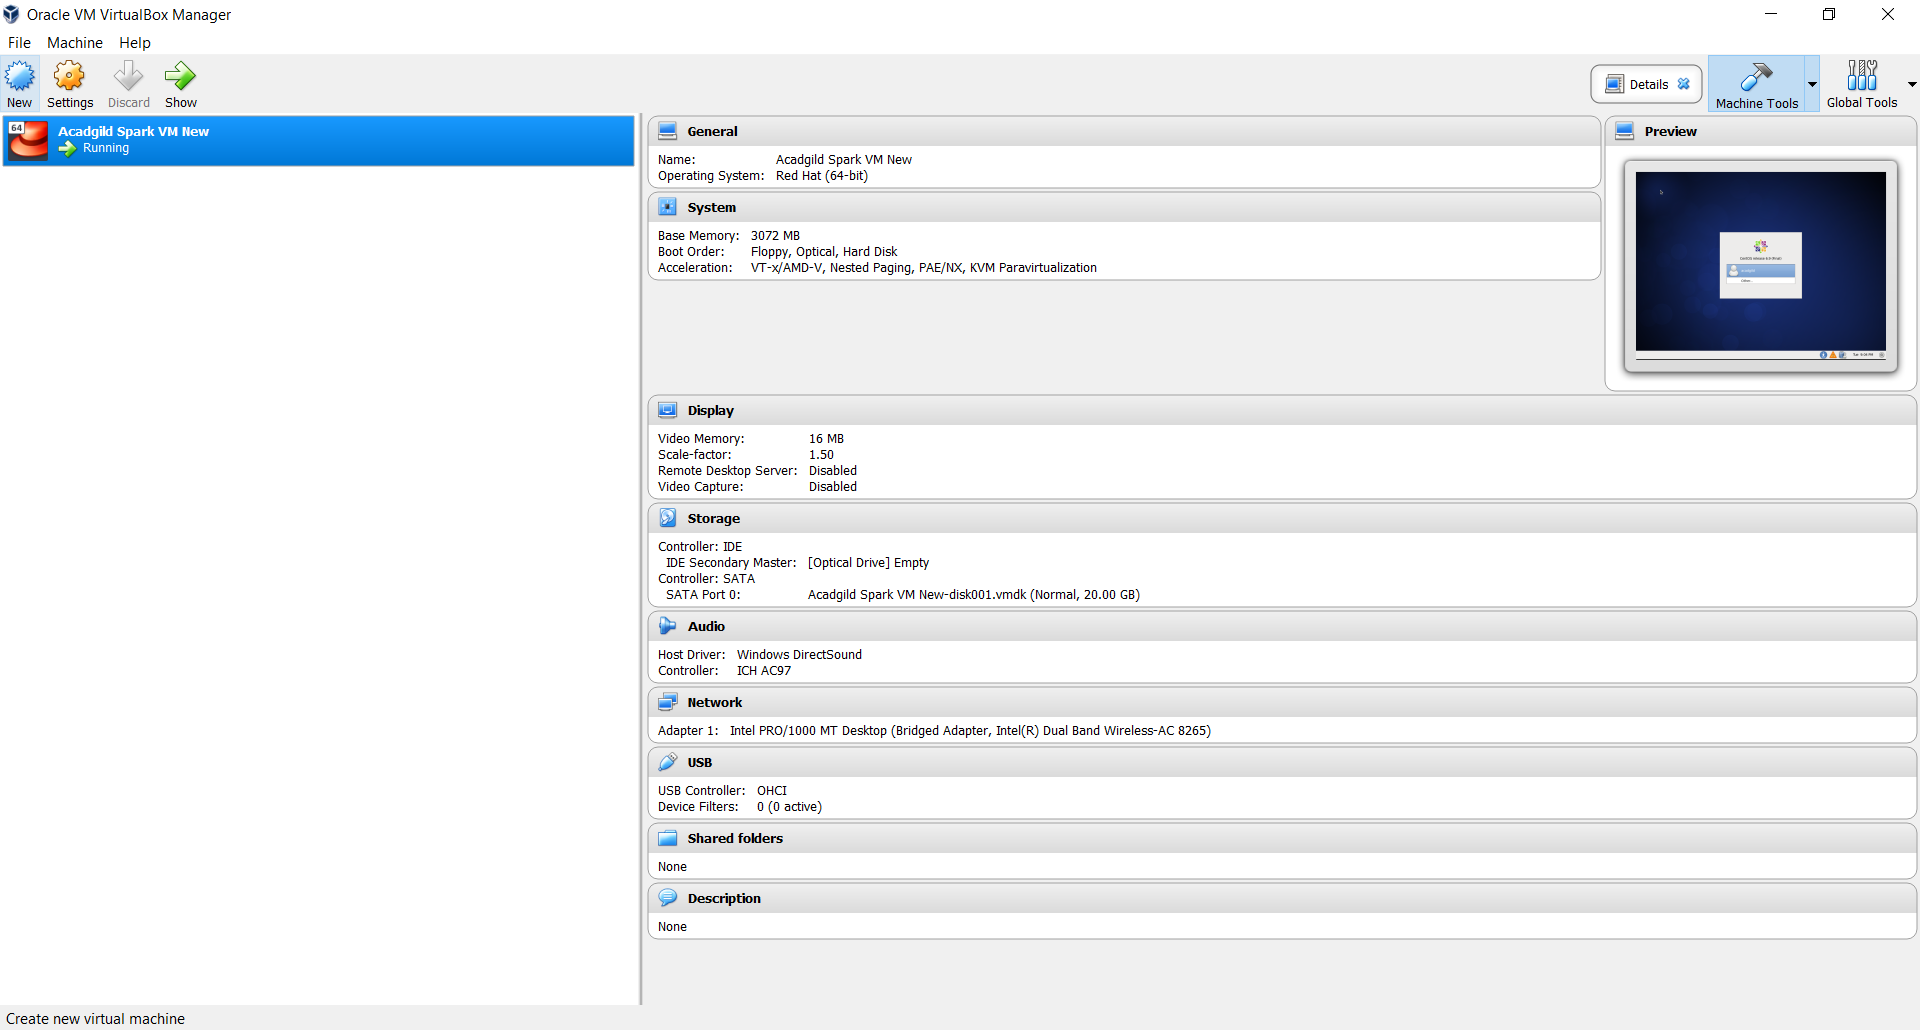 Oracle VM VirtualBox Manager
File Machine Help
New Settings Discard Show
Details
Machine Tools
Global Tools
64
Acadgild Spark VM New
Running
General
Name: Acadgild Spark VM New
Operating System: Red Hat (64-bit)
System
Base Memory: 3072 MB
Boot Order: Floppy, Optical, Hard Disk
Acceleration: VT-x/AMD-V, Nested Paging, PAE/NX, KVM Paravirtualization
Preview
Display
Video Memory: 16 MB
Scale-factor: 1.50
Remote Desktop Server: Disabled
Video Capture: Disabled
Storage
Controller: IDE
IDE Secondary Master: [Optical Drive] Empty
Controller: SATA
SATA Port 0: Acadgild Spark VM New-disk001.vmdk (Normal, 20.00 GB)
Audio
Host Driver: Windows DirectSound
Controller: ICH AC97
Network
Adapter 1: Intel PRO/1000 MT Desktop (Bridged Adapter, Intel(R) Dual Band Wireless-AC 8265)
USB
USB Controller: OHCI
Device Filters: 0 (0 active)
Shared folders
None
Description
None
Create new virtual machine